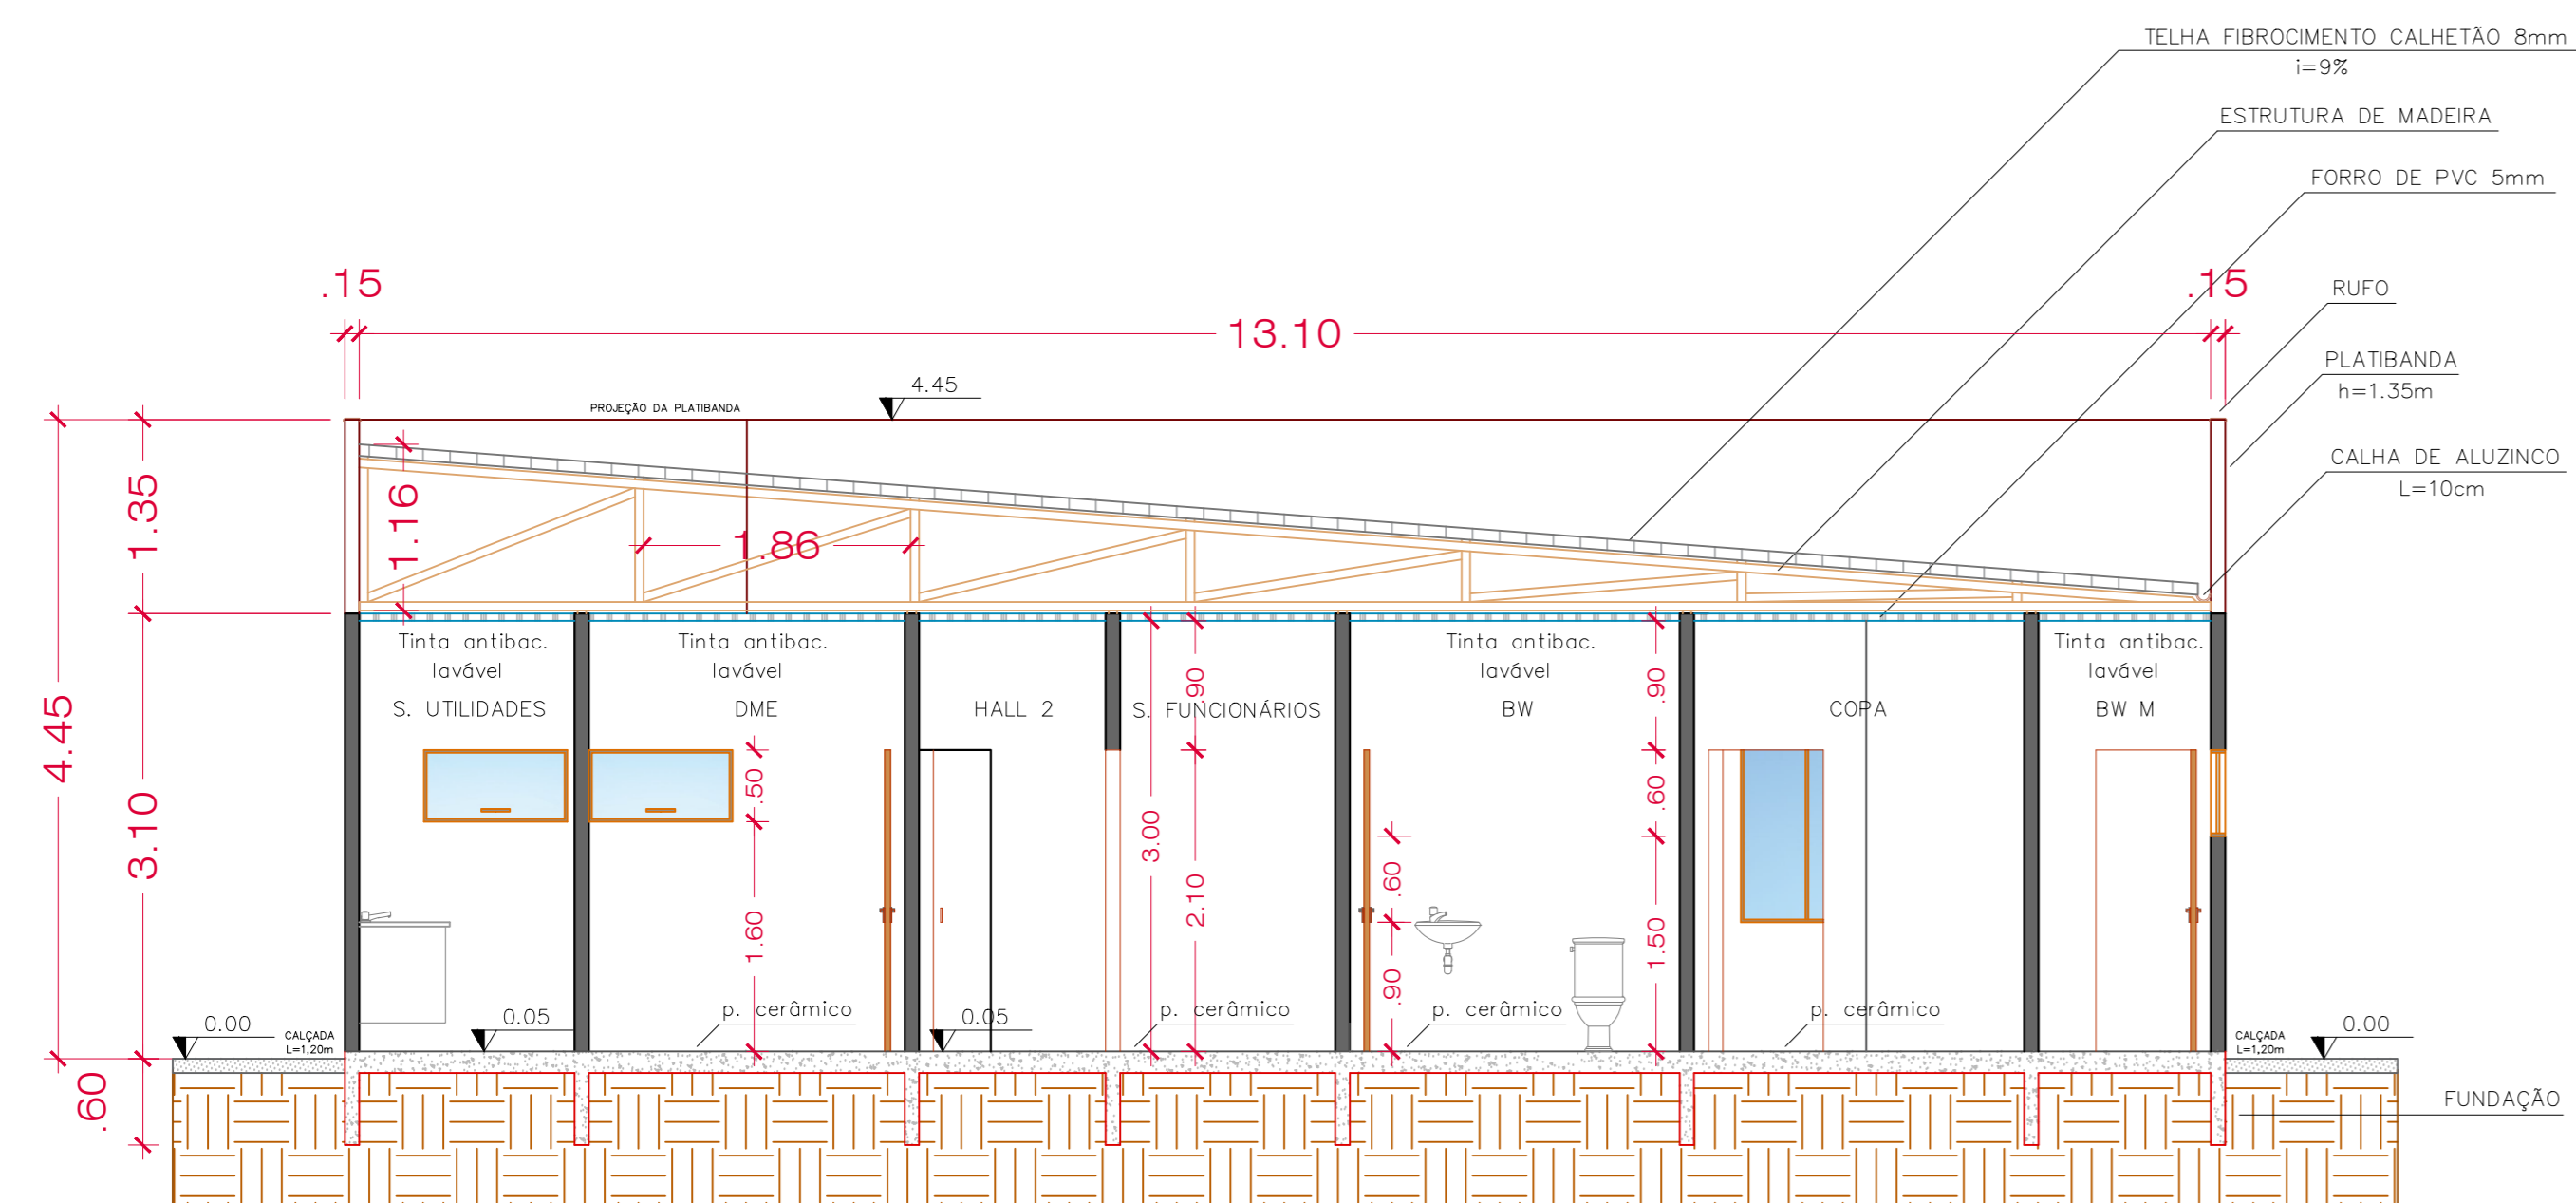 TELHA FIBROCIMENTO CALHETÃO 8mm
i=9%
ESTRUTURA DE MADEIRA
FORRO DE PVC 5mm
.15
.15
RUFO
13.10
PLATIBANDA
h=1.35m
4.45
PROJEÇÃO DA PLATIBANDA
CALHA DE ALUZINCO
L=10cm
1.35
1.16
1.86
Tinta antibac.
lavável
S. UTILIDADES
Tinta antibac.
lavável
DME
HALL 2
S. FUNCIONÁRIOS
Tinta antibac.
lavável
BW
COPA
Tinta antibac.
lavável
BW M
.90
.90
4.45
3.10
.50
3.00
.60
.60
2.10
1.60
1.50
.90
0.00
CALÇADA
L=1,20m
0.05
p. cerâmico
0.05
p. cerâmico
p. cerâmico
p. cerâmico
CALÇADA
L=1,20m
0.00
.60
FUNDAÇÃO